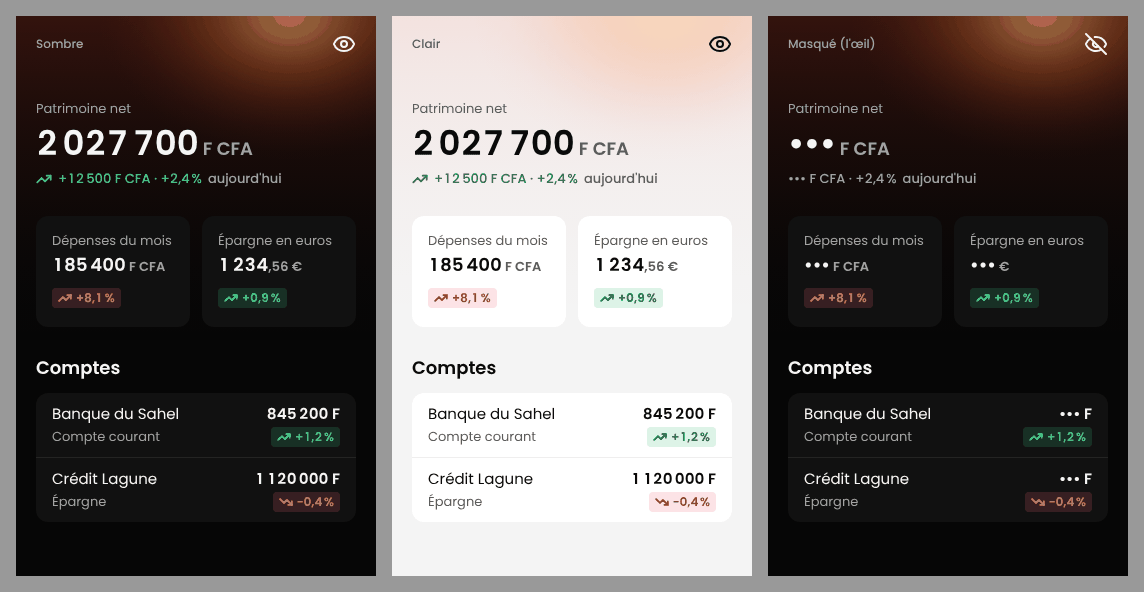 Sombre
Patrimoine net
2 027 700 F CFA
+12 500 F CFA · +2,4 % aujourd'hui
Dépenses du mois
185 400 F CFA
+8,1 %
Épargne en euros
1 234,56 €
+0,9 %
Comptes
Banque du Sahel 845 200 F
Compte courant +1,2 %
Crédit Lagune 1 120 000 F
Épargne -0,4 %
Clair
Patrimoine net
2 027 700 F CFA
+12 500 F CFA · +2,4 % aujourd'hui
Dépenses du mois
185 400 F CFA
+8,1 %
Épargne en euros
1 234,56 €
+0,9 %
Comptes
Banque du Sahel 845 200 F
Compte courant +1,2 %
Crédit Lagune 1 120 000 F
Épargne -0,4 %
Masqué (l'œil)
Patrimoine net
••• F CFA
••• F CFA · +2,4 % aujourd'hui
Dépenses du mois
••• F CFA
+8,1 %
Épargne en euros
••• €
+0,9 %
Comptes
Banque du Sahel ••• F
Compte courant +1,2 %
Crédit Lagune ••• F
Épargne -0,4 %